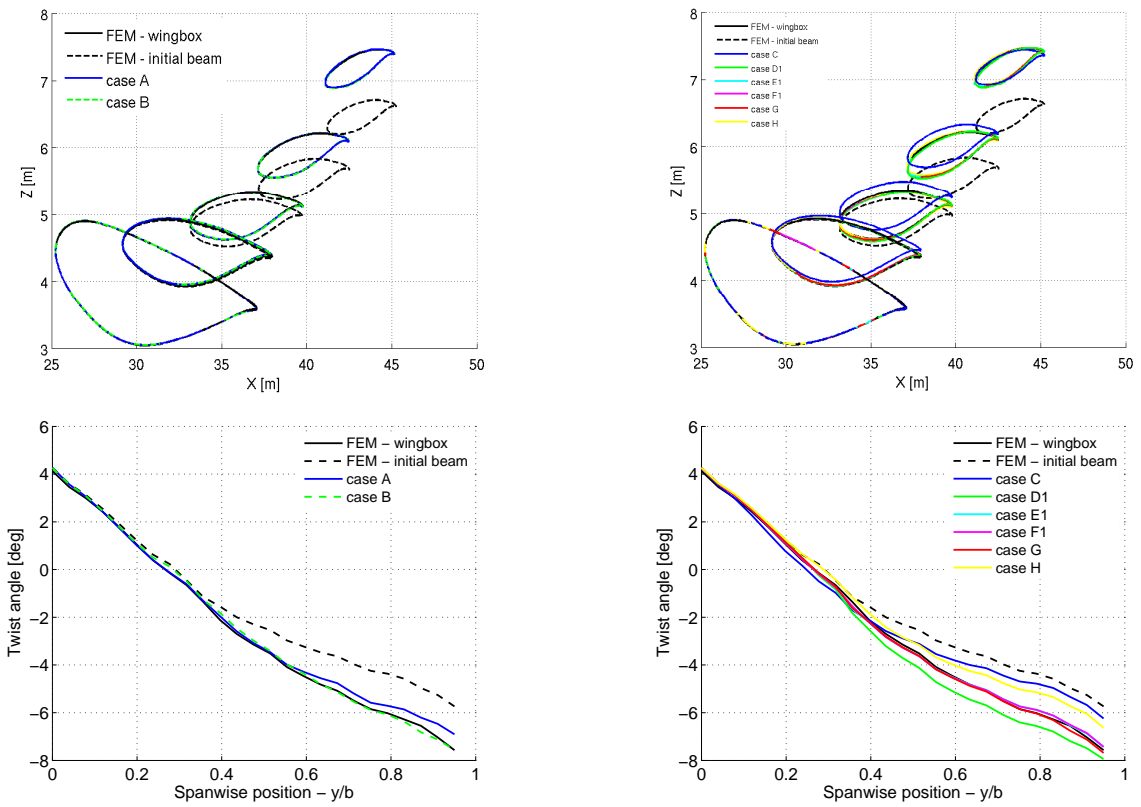 8
7
6
5
4
3
25
30
35
40
45
50
Z [m]
X [m]
FEM - wingbox
FEM - initial beam
case A
case B
8
7
6
5
4
3
25
30
35
40
45
50
Z [m]
X [m]
FEM - wingbox
FEM - initial beam
case C
case D1
case E1
case F1
case G
case H
6
4
2
0
−2
−4
−6
−8
0
0.2
0.4
0.6
0.8
1
Twist angle [deg]
Spanwise position – y/b
FEM – wingbox
FEM – initial beam
case A
case B
6
4
2
0
−2
−4
−6
−8
0
0.2
0.4
0.6
0.8
1
Twist angle [deg]
Spanwise position – y/b
FEM – wingbox
FEM – initial beam
case C
case D1
case E1
case F1
case G
case H